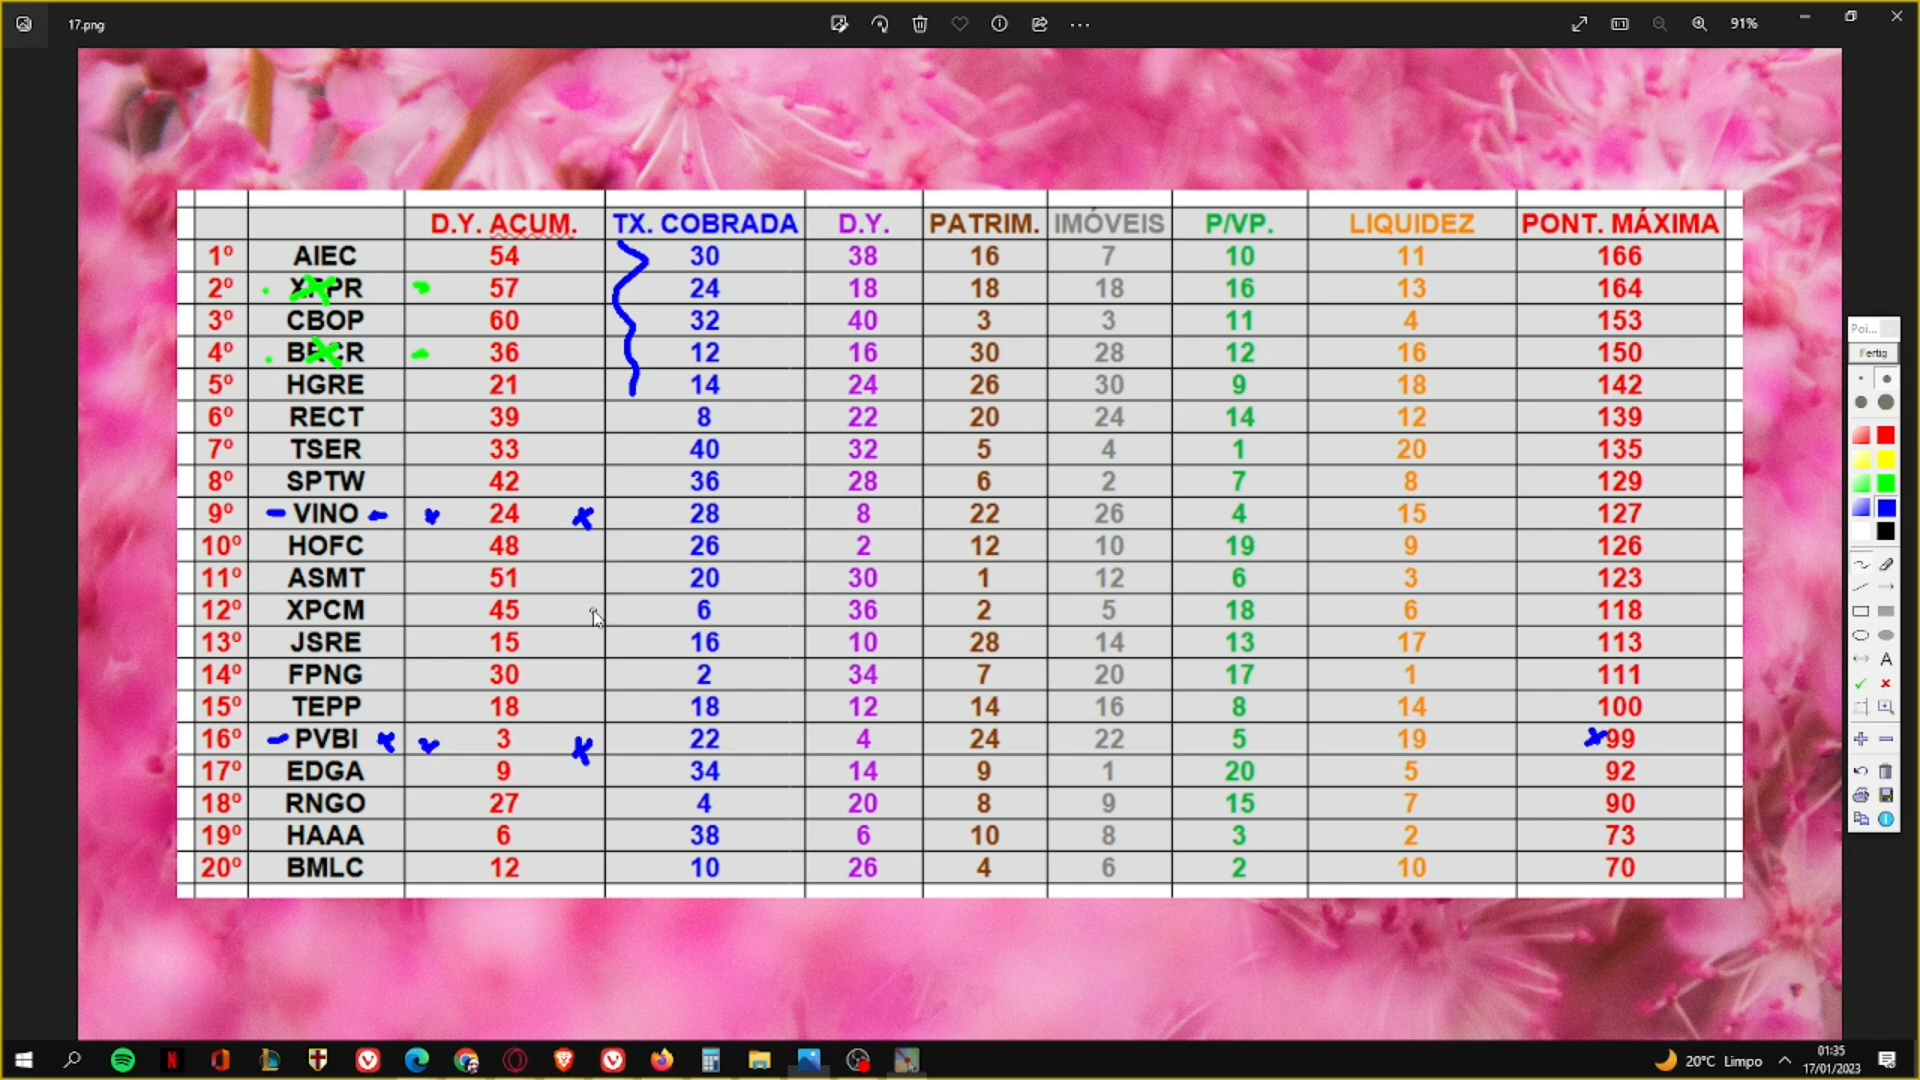 17.png
91%
D.Y. ACUM. TX. COBRADA D.Y. PATRIM. IMÓVEIS P/VP. LIQUIDEZ PONT. MÁXIMA
1º AIEC 54 30 38 16 7 10 11 166
2º 57 24 18 18 18 16 13 164
3º CBOP 60 32 40 3 3 11 4 153
4º 36 12 16 30 28 12 16 150
5º HGRE 21 14 24 26 30 9 18 142
6º RECT 39 8 22 20 24 14 12 139
7º TSER 33 40 32 5 4 1 20 135
8º SPTW 42 36 28 6 2 7 8 129
9º VINO 24 28 8 22 26 4 15 127
10º HOFC 48 26 2 12 10 19 9 126
11º ASMT 51 20 30 1 12 6 3 123
12º XPCM 45 6 36 2 5 18 6 118
13º JSRE 15 16 10 28 14 13 17 113
14º FPNG 30 2 34 7 20 17 1 111
15º TEPP 18 18 12 14 16 8 14 100
16º PVBI 3 22 4 24 22 5 19 99
17º EDGA 9 34 14 9 1 20 5 92
18º RNGO 27 4 20 8 9 15 7 90
19º HAAA 6 38 6 10 8 3 2 73
20º BMLC 12 10 26 4 6 2 10 70
Poi...
Fertig
A
20°C Limpo
01:35
17/01/2023